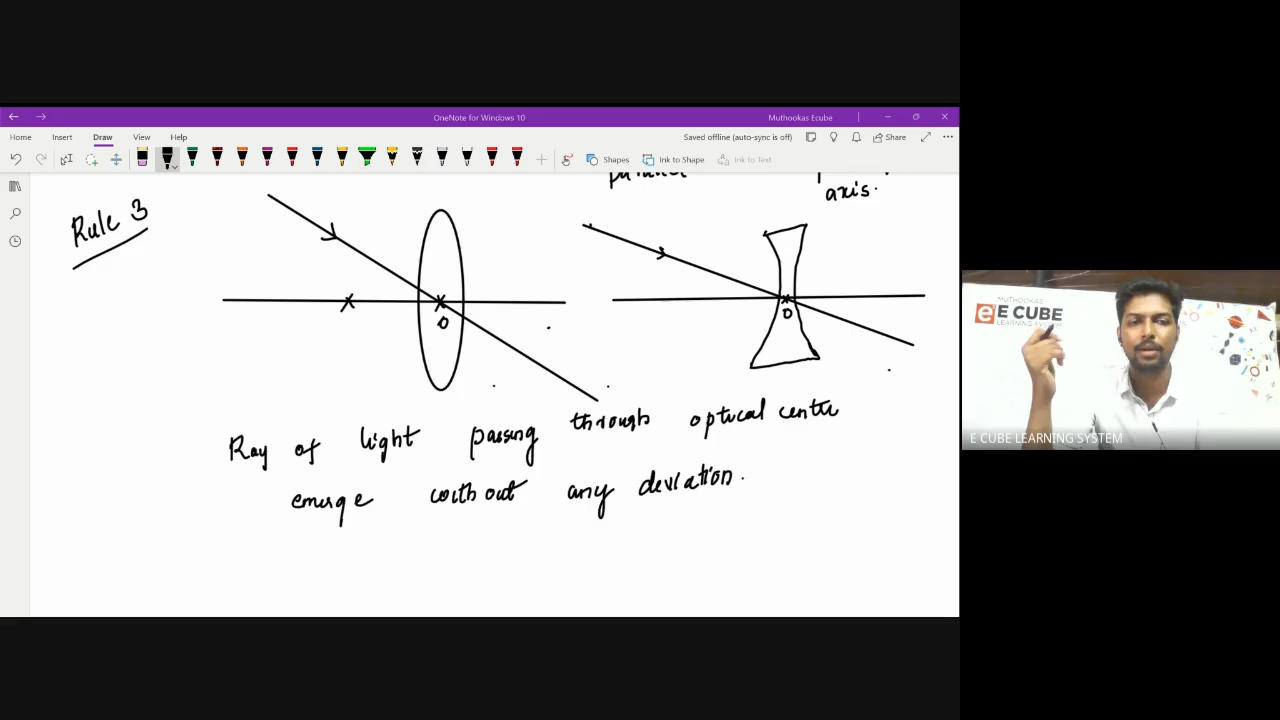 OneNote for Windows 10
Muthookas Ecube
Home Insert Draw View Help
Saved offline (auto-sync is off)
Share
Shapes
Ink to Shape
Ink to Text
parallel
axis.
Rule 3
O
O
Ray of light passing through optical centre
emerge without any deviation.
MUTHOOKAS
e E CUBE
E CUBE LEARNING SYSTEM